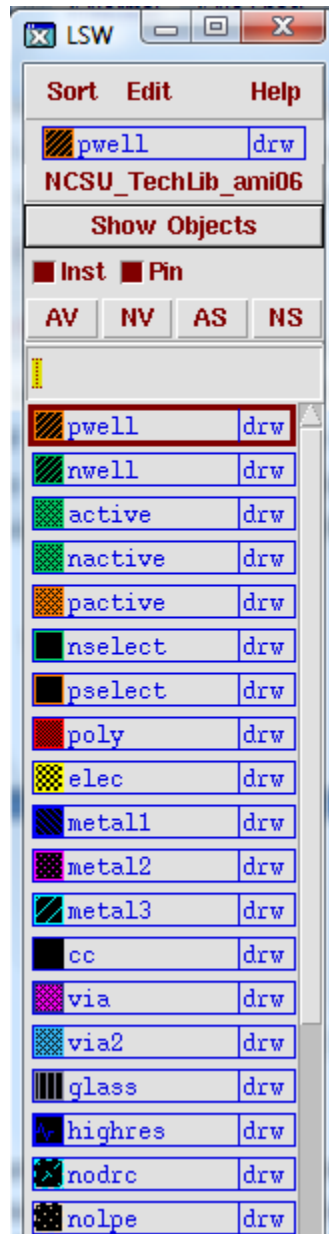 LSW
Sort Edit Help
pwell drw
NCSU_TechLib_ami06
Show Objects
Inst Pin
AV NV AS NS
pwell drw
nwell drw
active drw
nactive drw
pactive drw
nselect drw
pselect drw
poly drw
elec drw
metal1 drw
metal2 drw
metal3 drw
cc drw
via drw
via2 drw
glass drw
highres drw
nodrc drw
nolpe drw